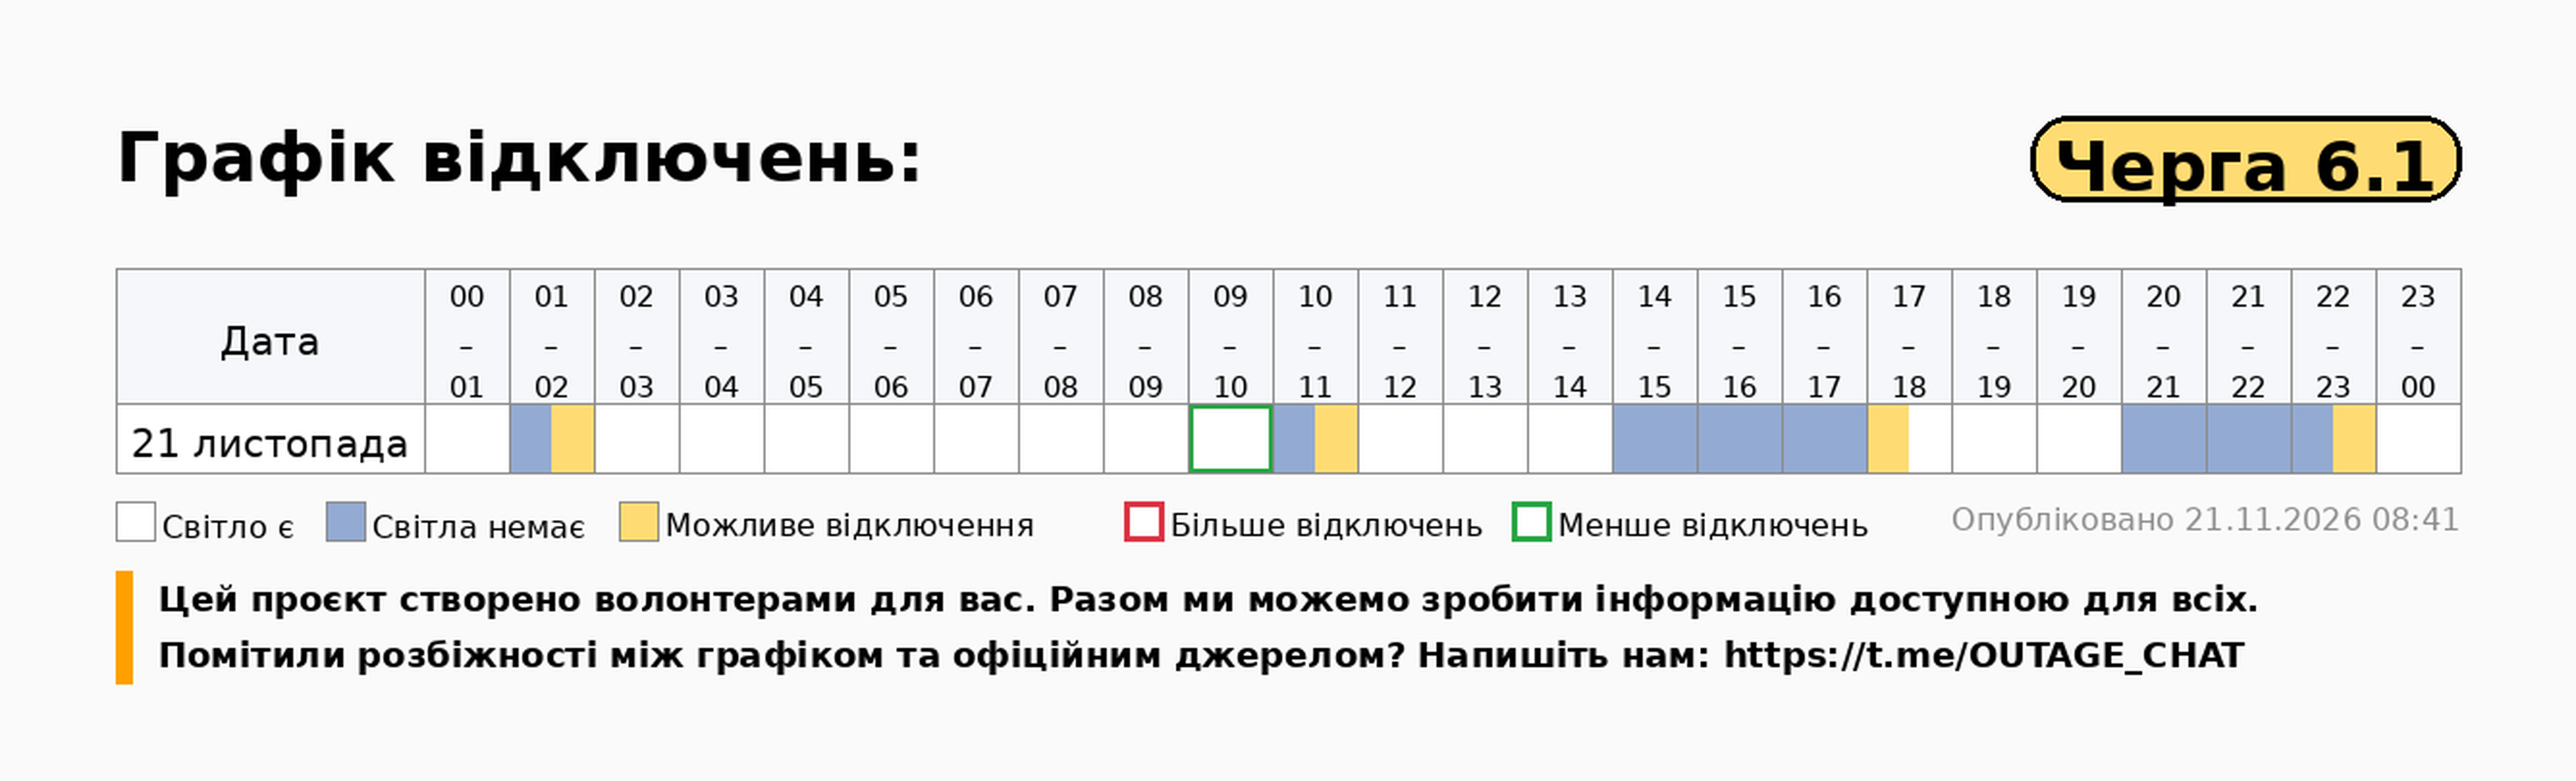 Графік відключень:
Черга 6.1
Дата
00 – 01
01 – 02
02 – 03
03 – 04
04 – 05
05 – 06
06 – 07
07 – 08
08 – 09
09 – 10
10 – 11
11 – 12
12 – 13
13 – 14
14 – 15
15 – 16
16 – 17
17 – 18
18 – 19
19 – 20
20 – 21
21 – 22
22 – 23
23 – 00
21 листопада
Світло є
Світла немає
Можливе відключення
Більше відключень
Менше відключень
Опубліковано 21.11.2026 08:41
Цей проєкт створено волонтерами для вас. Разом ми можемо зробити інформацію доступною для всіх.
Помітили розбіжності між графіком та офіційним джерелом? Напишіть нам: https://t.me/OUTAGE_CHAT